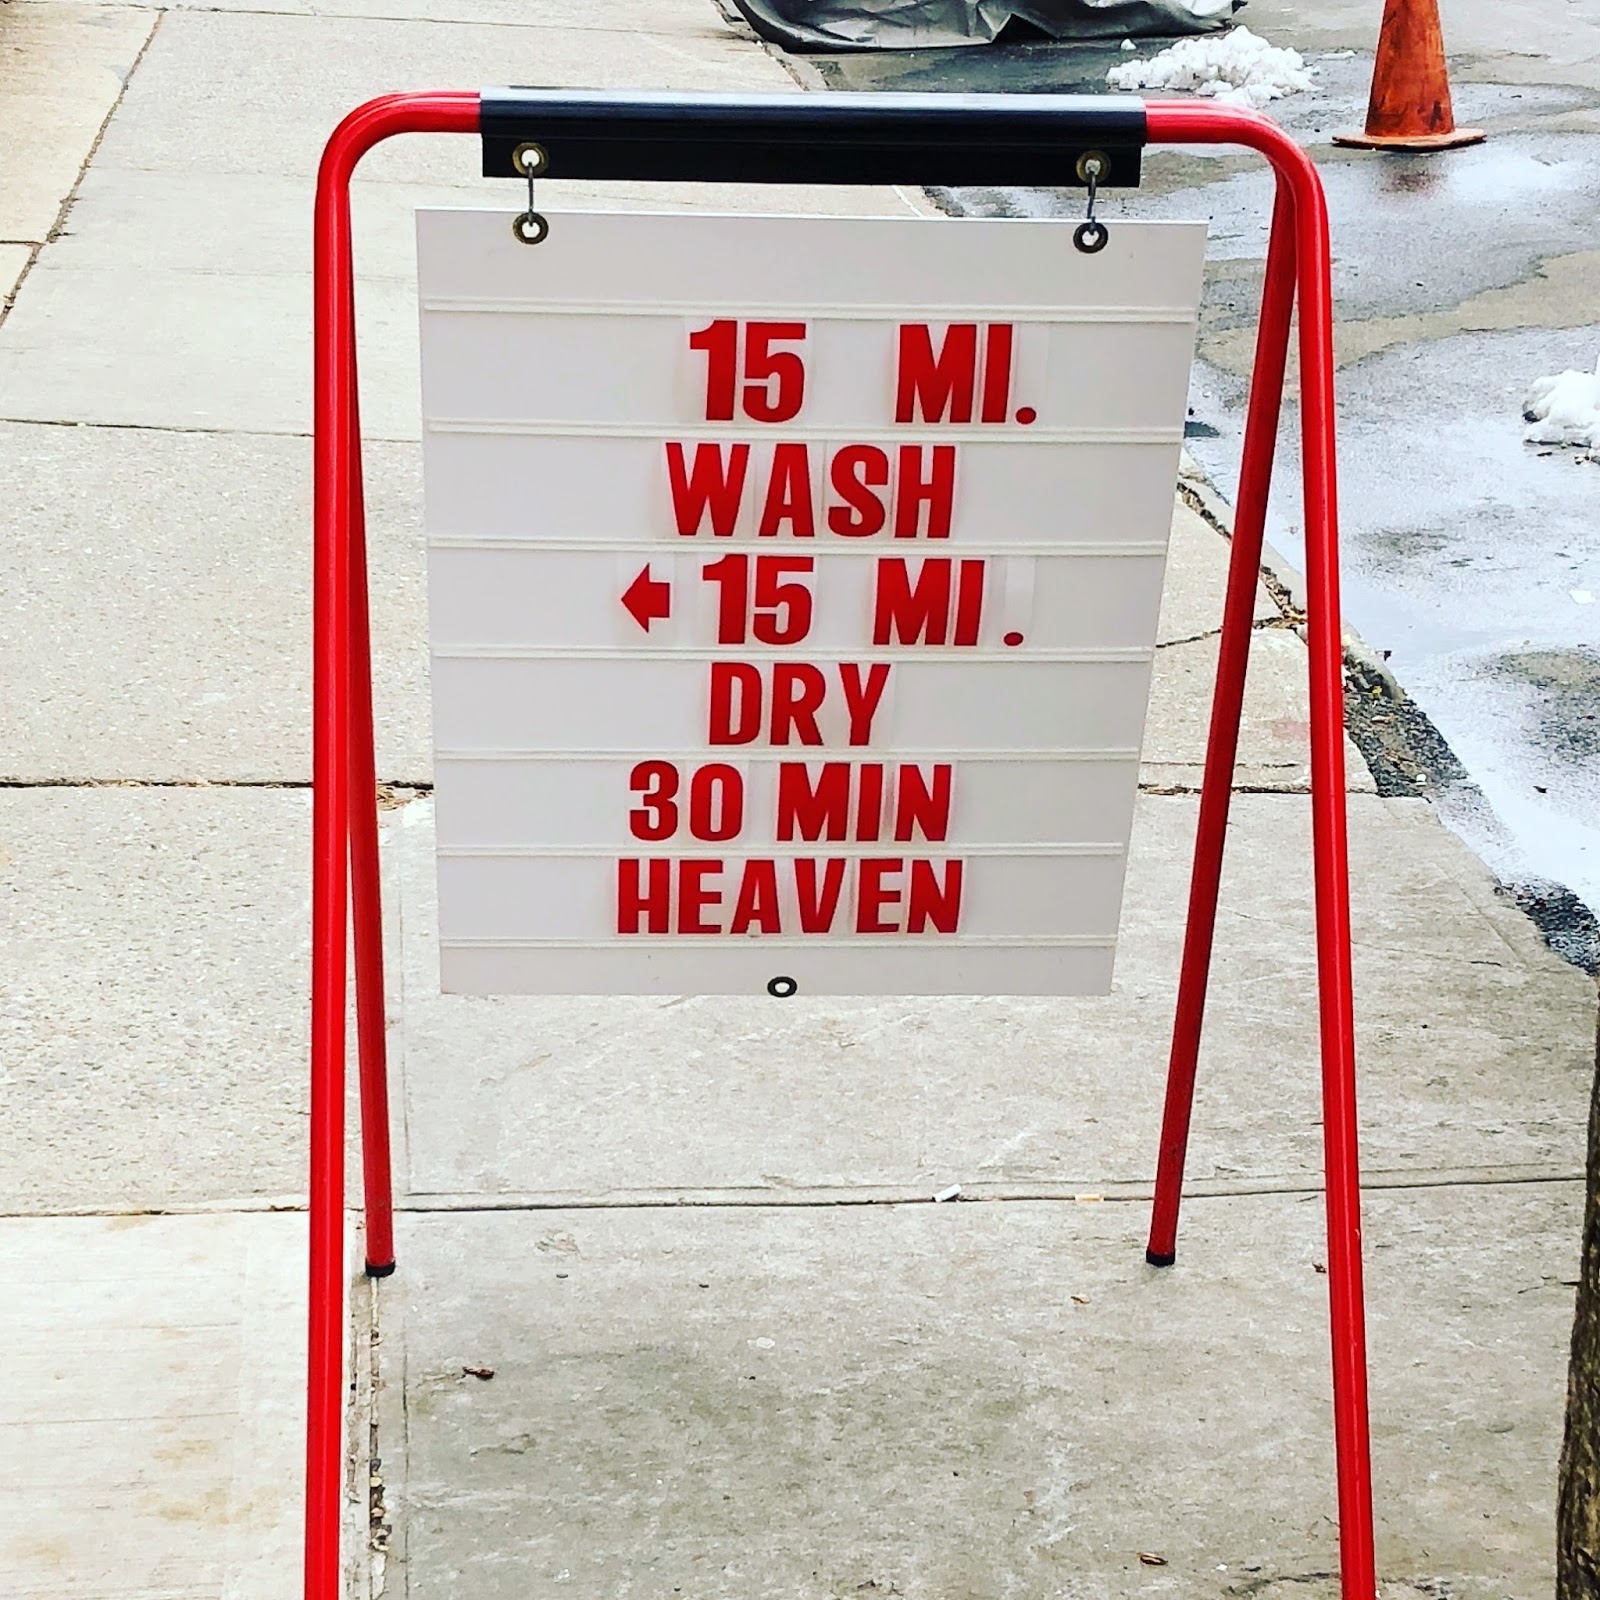 15 MI.
WASH
← 15 MI.
DRY
30 MIN
HEAVEN